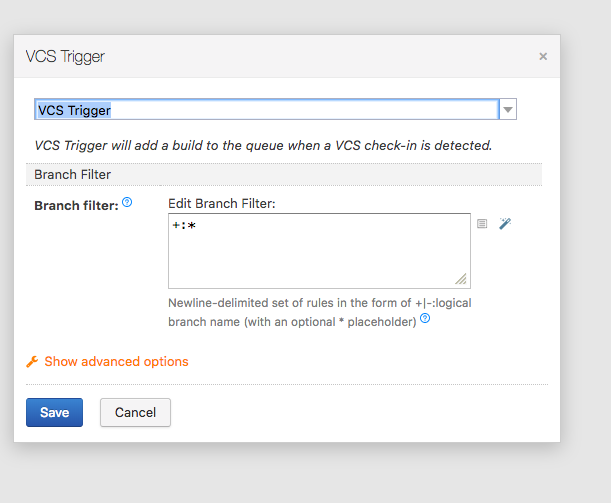 VCS Trigger
×
VCS Trigger
VCS Trigger will add a build to the queue when a VCS check-in is detected.
Branch Filter
Branch filter: ?
Edit Branch Filter:
+:*
Newline-delimited set of rules in the form of +|-:logical
branch name (with an optional * placeholder) ?
Show advanced options
Save
Cancel